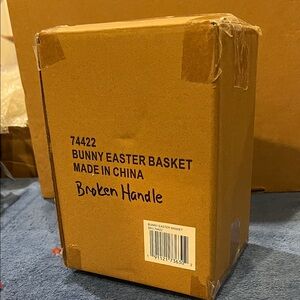 74422
BUNNY EASTER BASKET
MADE IN CHINA
Broken Handle
BUNNY EASTER BASKET